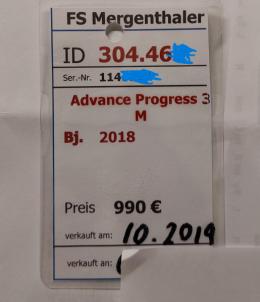 FS Mergenthaler
ID 304.46
Ser.-Nr. 114
Advance Progress 3
M
Bj. 2018
Preis 990 €
verkauft am: 10.2019
verkauft an: